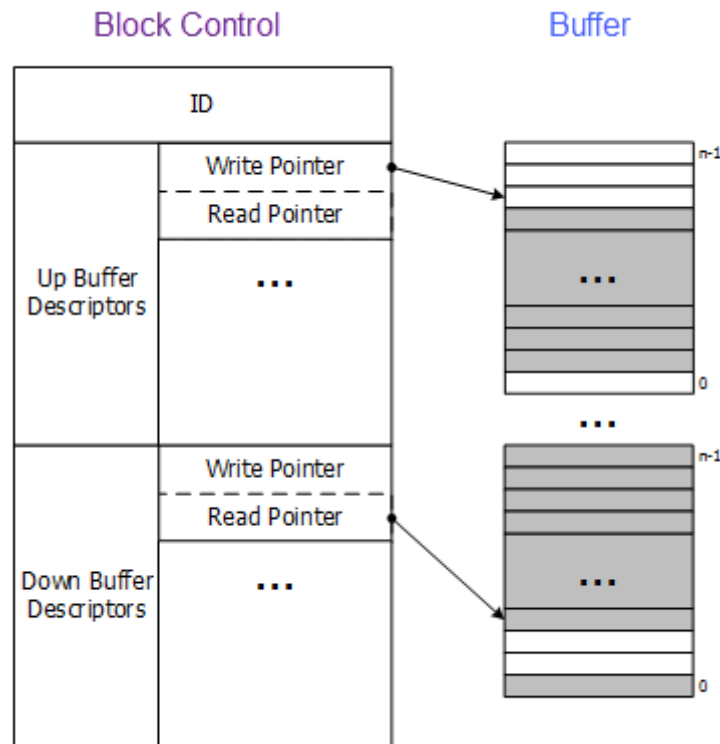 Block Control
Buffer
ID
Write Pointer
Read Pointer
...
Up Buffer
Descriptors
n-1
...
0
...
Write Pointer
Read Pointer
...
Down Buffer
Descriptors
n-1
...
0